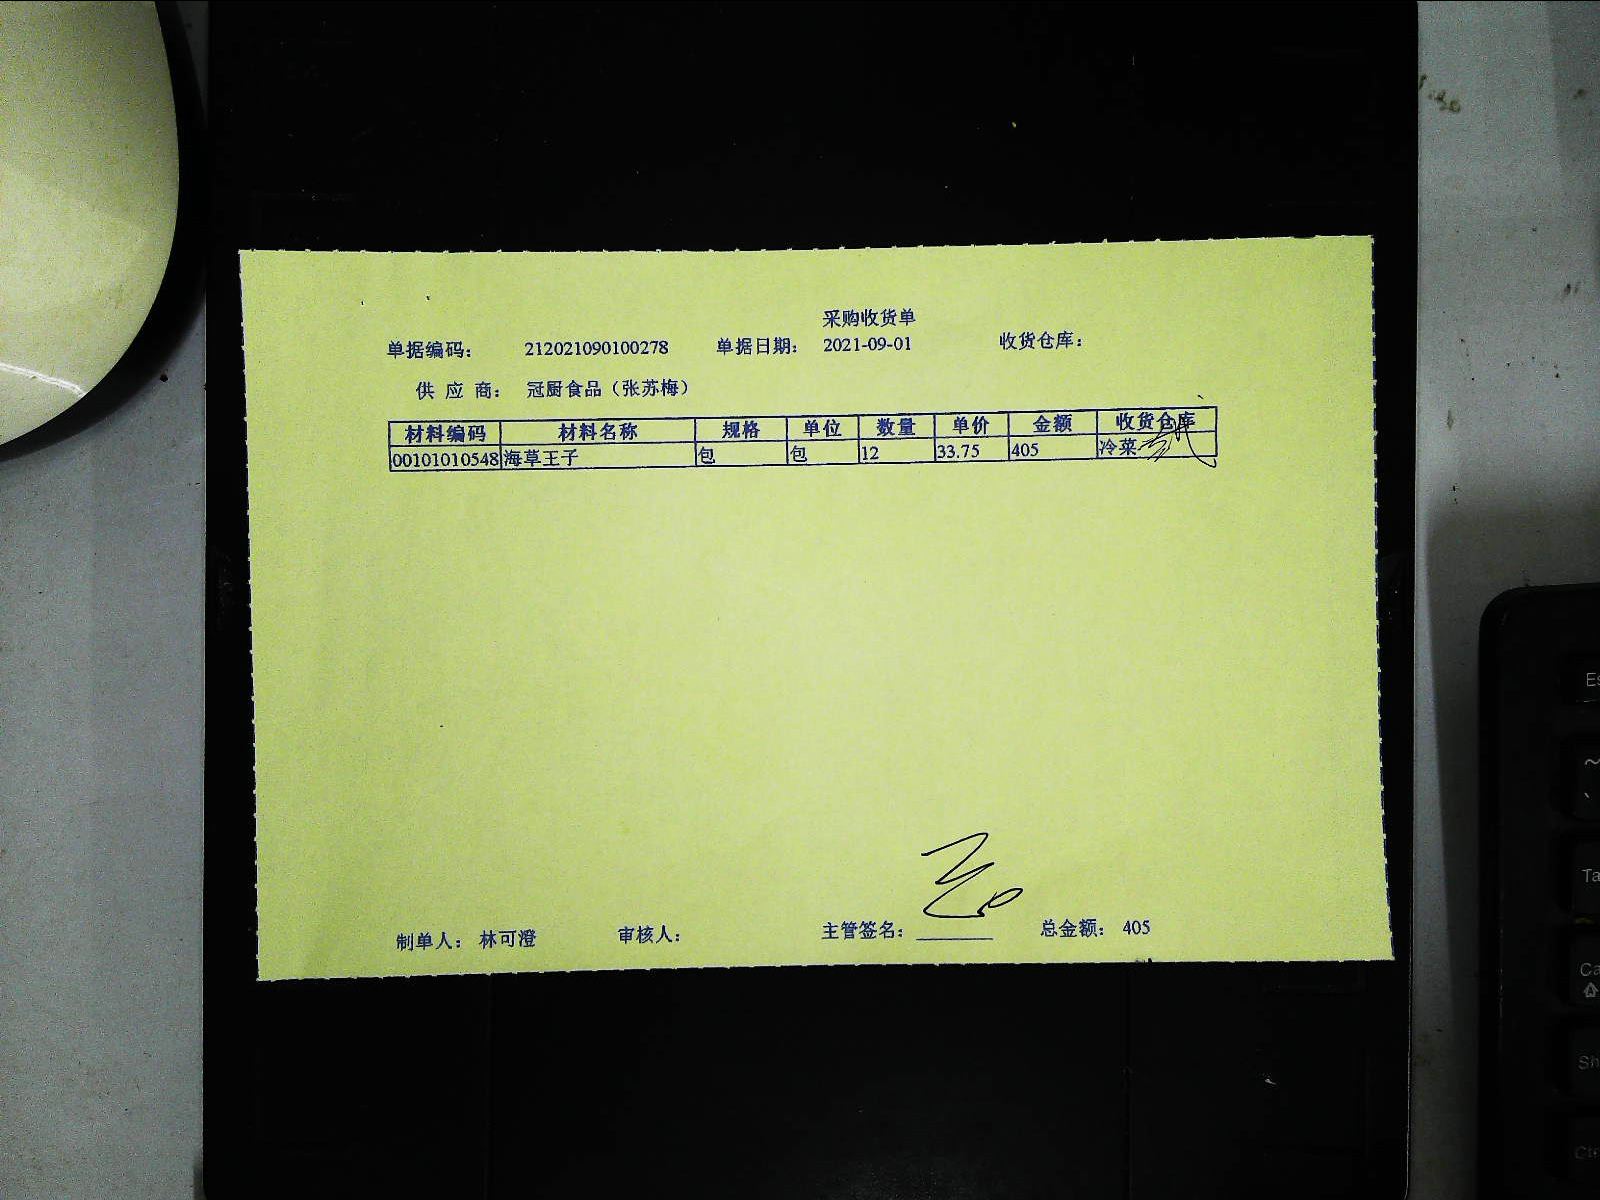 采购收货单
单据编码： 212021090100278 单据日期： 2021-09-01 收货仓库：
供 应 商： 冠厨食品（张苏梅）
材料编码 材料名称 规格 单位 数量 单价 金额 收货仓库
00101010548 海草王子 包 包 12 33.75 405 冷菜
制单人： 林可澄 审核人： 主管签名： 总金额： 405
Es
~
、
Ta
Ca
Sh